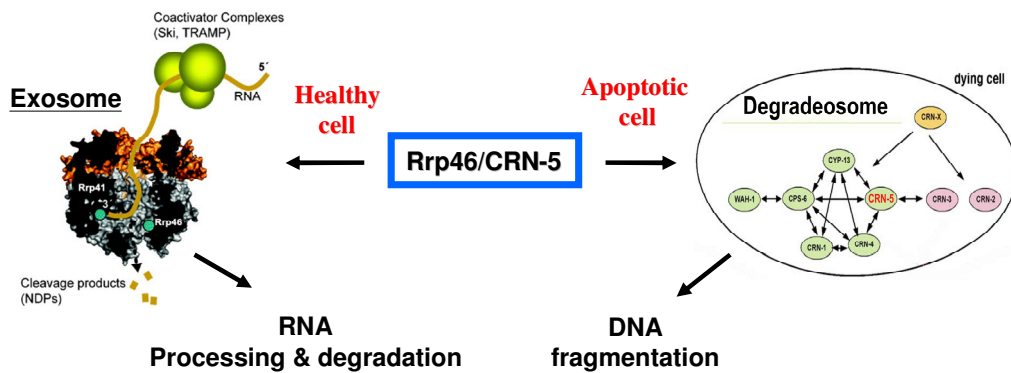 Coactivator Complexes
(Ski, TRAMP)
5´
RNA
Exosome
Healthy
cell
Rrp41
3´
Rrp46
Cleavage products
(NDPs)
Rrp46/CRN-5
Apoptotic
cell
dying cell
Degradeosome
CRN-X
CYP-13
WAH-1
CPS-6
CRN-5
CRN-3
CRN-2
CRN-1
CRN-4
RNA
Processing & degradation
DNA
fragmentation